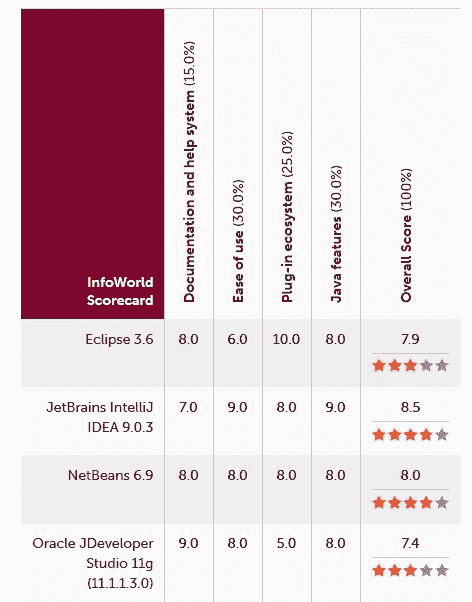 Documentation and help system (15.0%)
Ease of use (30.0%)
Plug-in ecosystem (25.0%)
Java features (30.0%)
Overall Score (100%)
InfoWorld
Scorecard
Eclipse 3.6 8.0 6.0 10.0 8.0 7.9
JetBrains IntelliJ
IDEA 9.0.3 7.0 9.0 8.0 9.0 8.5
NetBeans 6.9 8.0 8.0 8.0 8.0 8.0
Oracle JDeveloper
Studio 11g
(11.1.1.3.0) 9.0 8.0 5.0 8.0 7.4